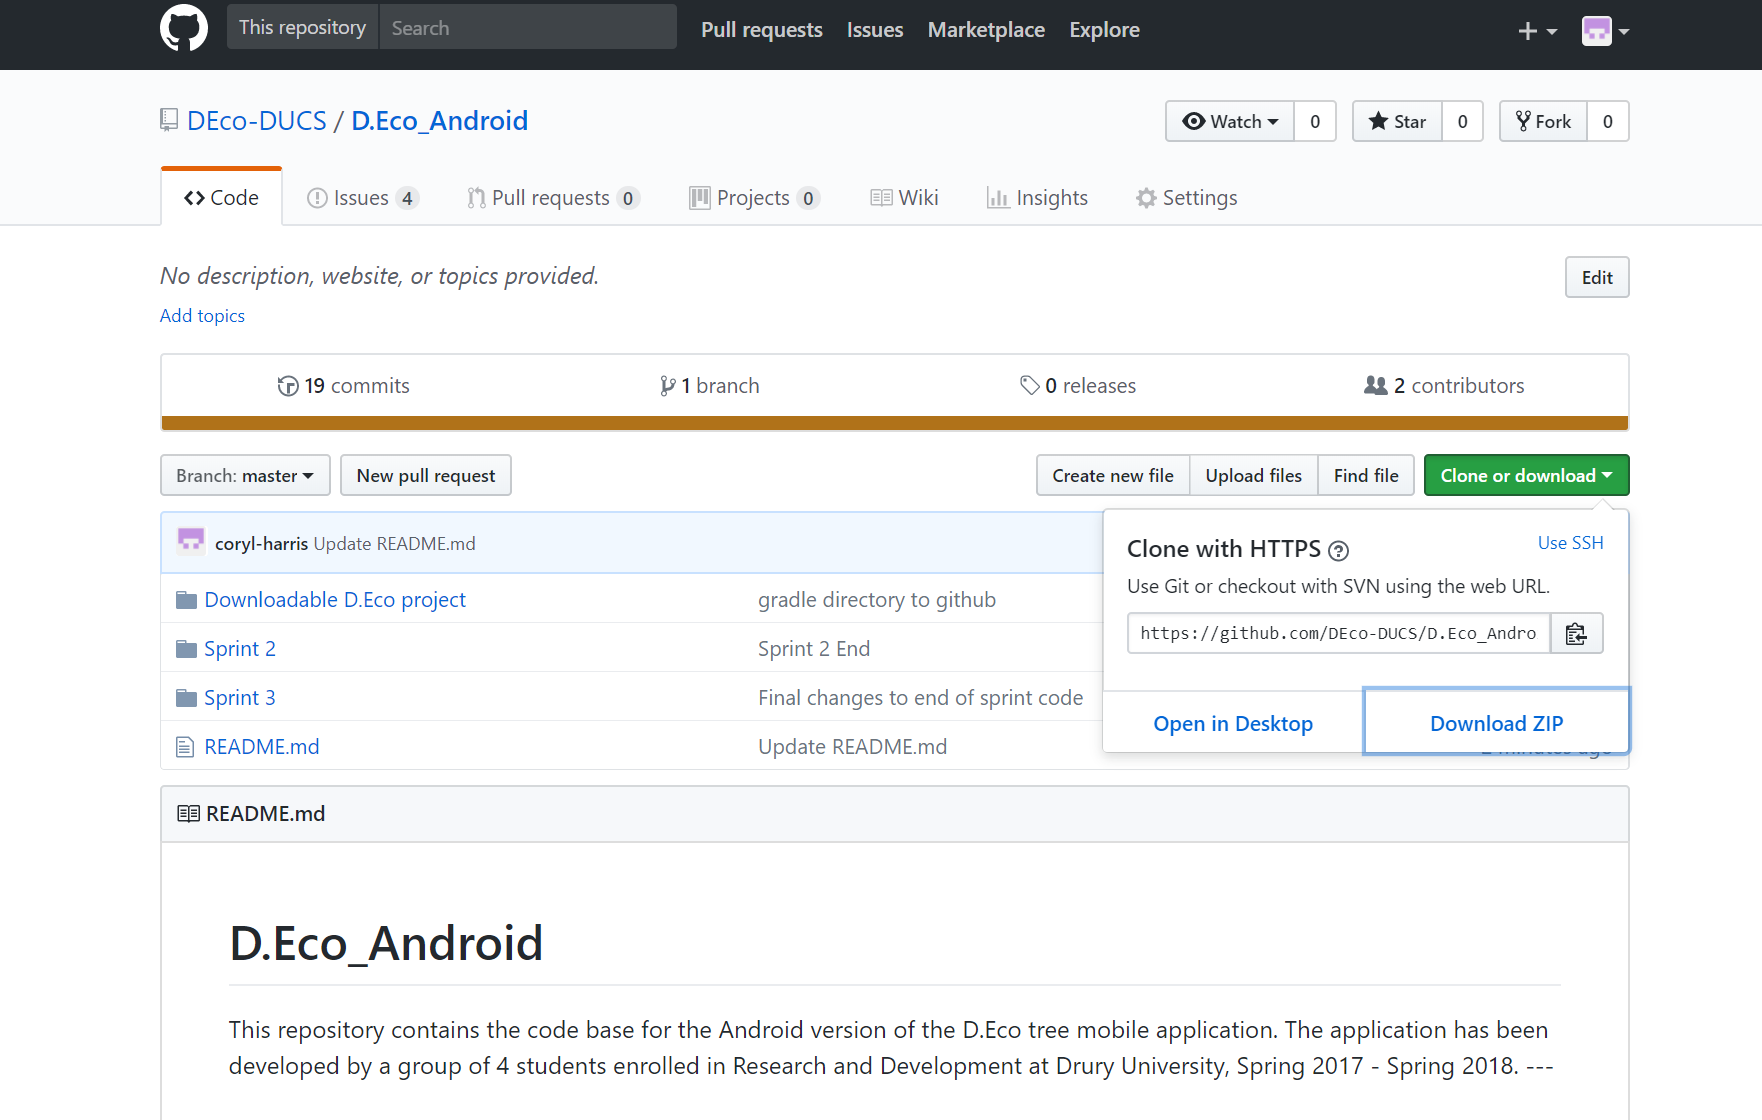 This repository Search Pull requests Issues Marketplace Explore
DEco-DUCS / D.Eco_Android Watch 0 Star 0 Fork 0
Code Issues 4 Pull requests 0 Projects 0 Wiki Insights Settings
No description, website, or topics provided. Edit
Add topics
19 commits 1 branch 0 releases 2 contributors
Branch: master New pull request Create new file Upload files Find file Clone or download
coryl-harris Update README.md
Clone with HTTPS Use SSH
Use Git or checkout with SVN using the web URL.
https://github.com/DEco-DUCS/D.Eco_Andro
Open in Desktop Download ZIP
Downloadable D.Eco project gradle directory to github
Sprint 2 Sprint 2 End
Sprint 3 Final changes to end of sprint code
README.md Update README.md 2 minutes ago
README.md
D.Eco_Android
This repository contains the code base for the Android version of the D.Eco tree mobile application. The application has been
developed by a group of 4 students enrolled in Research and Development at Drury University, Spring 2017 - Spring 2018. ---